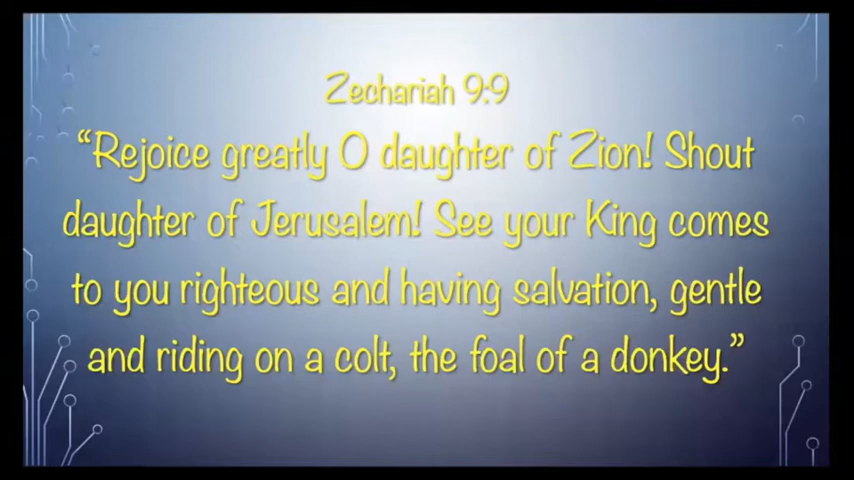 Zechariah 9:9
“Rejoice greatly O daughter of Zion! Shout
daughter of Jerusalem! See your King comes
to you righteous and having salvation, gentle
and riding on a colt, the foal of a donkey.”